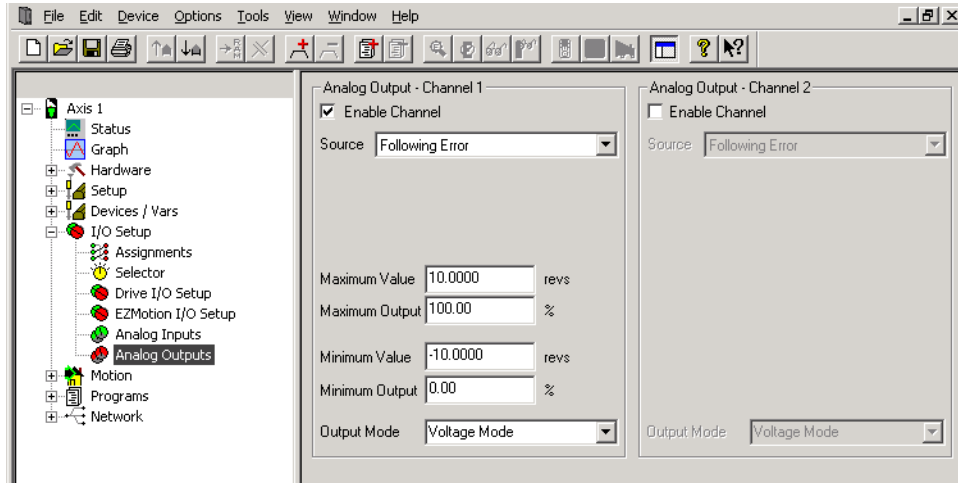 File Edit Device Options Tools View Window Help
Axis 1
Status
Graph
Hardware
Setup
Devices / Vars
I/O Setup
Assignments
Selector
Drive I/O Setup
EZMotion I/O Setup
Analog Inputs
Analog Outputs
Motion
Programs
Network
Analog Output - Channel 1
Enable Channel
Source Following Error
Maximum Value 10.0000 revs
Maximum Output 100.00 %
Minimum Value -10.0000 revs
Minimum Output 0.00 %
Output Mode Voltage Mode
Analog Output - Channel 2
Enable Channel
Source Following Error
Output Mode Voltage Mode